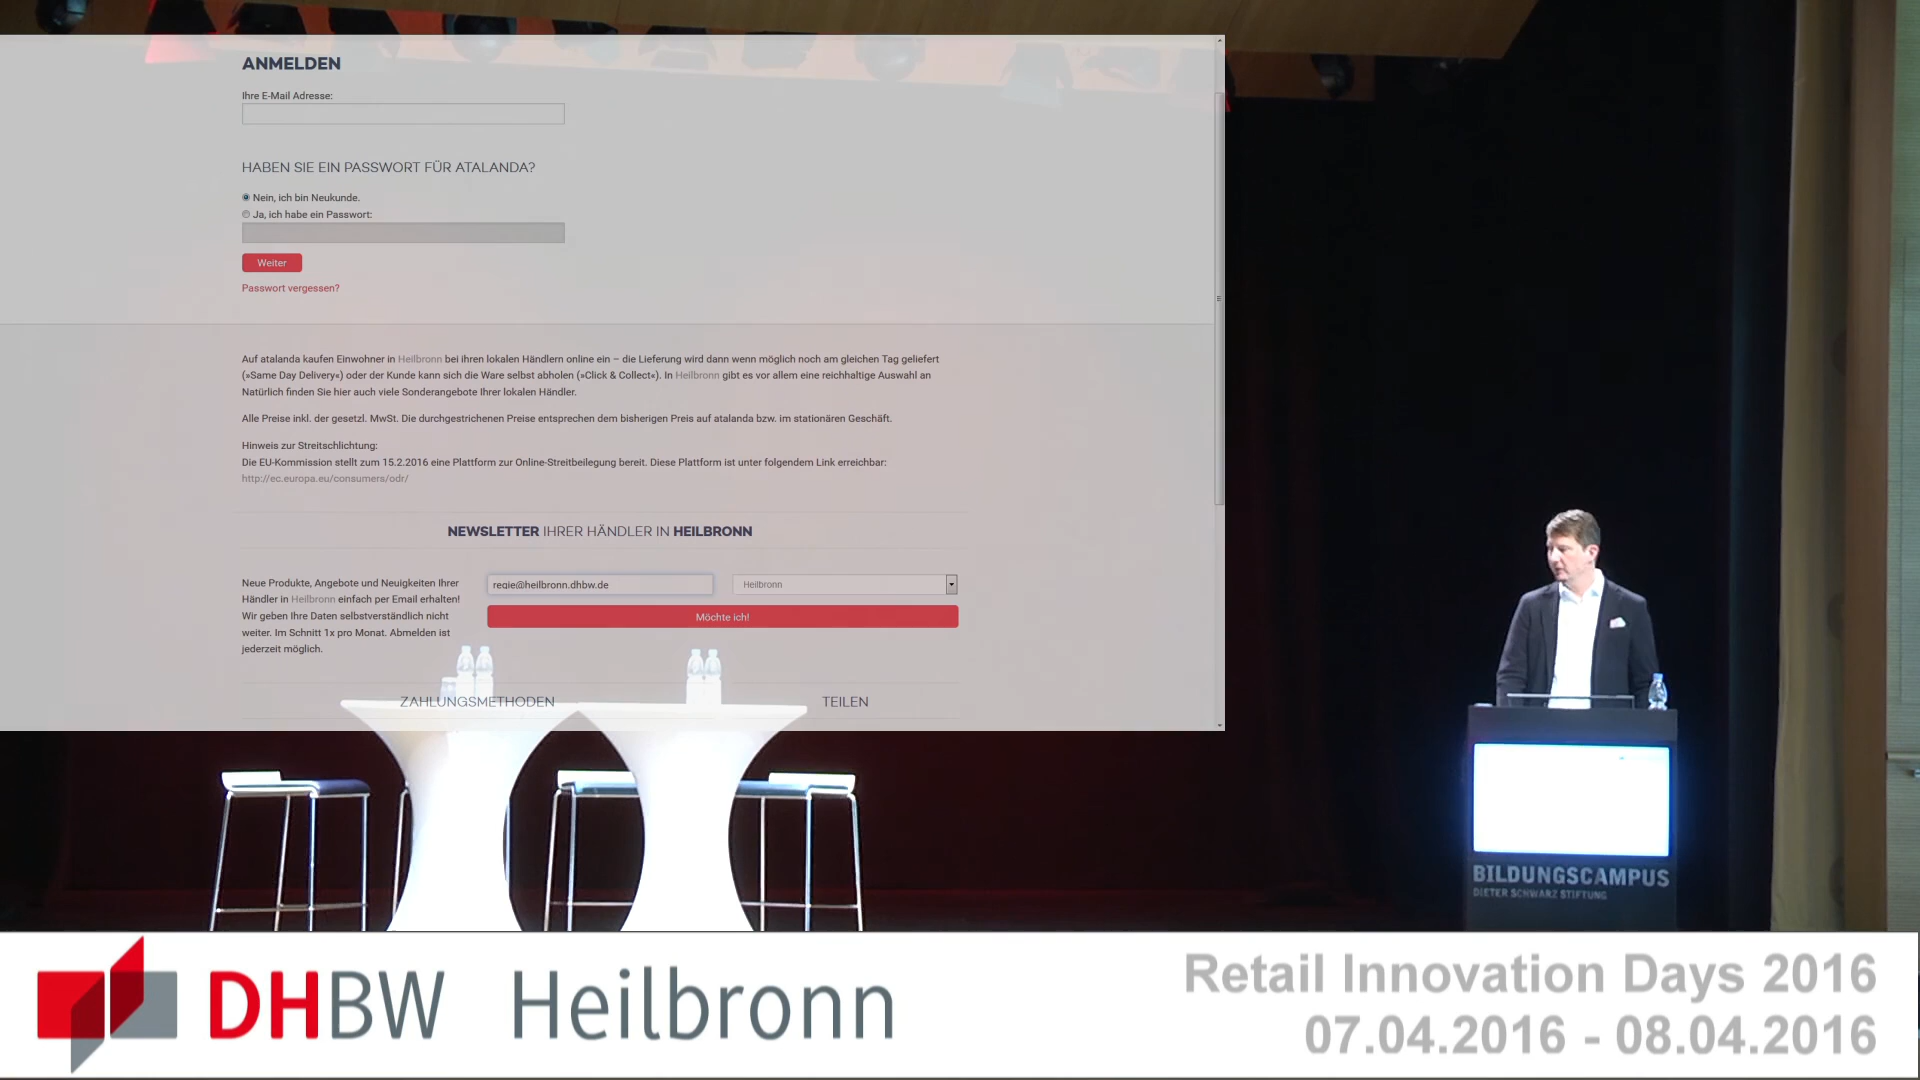 ANMELDEN
Ihre E-Mail Adresse:
HABEN SIE EIN PASSWORT FÜR ATALANDA?
Nein, ich bin Neukunde.
Ja, ich habe ein Passwort:
Weiter
Passwort vergessen?
Auf atalanda kaufen Einwohner in Heilbronn bei ihren lokalen Händlern online ein – die Lieferung wird dann wenn möglich noch am gleichen Tag geliefert
(»Same Day Delivery«) oder der Kunde kann sich die Ware selbst abholen (»Click & Collect«). In Heilbronn gibt es vor allem eine reichhaltige Auswahl an
Natürlich finden Sie hier auch viele Sonderangebote Ihrer lokalen Händler.
Alle Preise inkl. der gesetzl. MwSt. Die durchgestrichenen Preise entsprechen dem bisherigen Preis auf atalanda bzw. im stationären Geschäft.
Hinweis zur Streitschlichtung:
Die EU-Kommission stellt zum 15.2.2016 eine Plattform zur Online-Streitbeilegung bereit. Diese Plattform ist unter folgendem Link erreichbar:
http://ec.europa.eu/consumers/odr/
NEWSLETTER IHRER HÄNDLER IN HEILBRONN
Neue Produkte, Angebote und Neuigkeiten Ihrer
Händler in Heilbronn einfach per Email erhalten!
Wir geben Ihre Daten selbstverständlich nicht
weiter. Im Schnitt 1x pro Monat. Abmelden ist
jederzeit möglich.
regie@heilbronn.dhbw.de
Heilbronn
Möchte ich!
ZAHLUNGSMETHODEN
TEILEN
BILDUNGSCAMPUS
DIETER SCHWARZ STIFTUNG
DHBW Heilbronn
Retail Innovation Days 2016
07.04.2016 - 08.04.2016